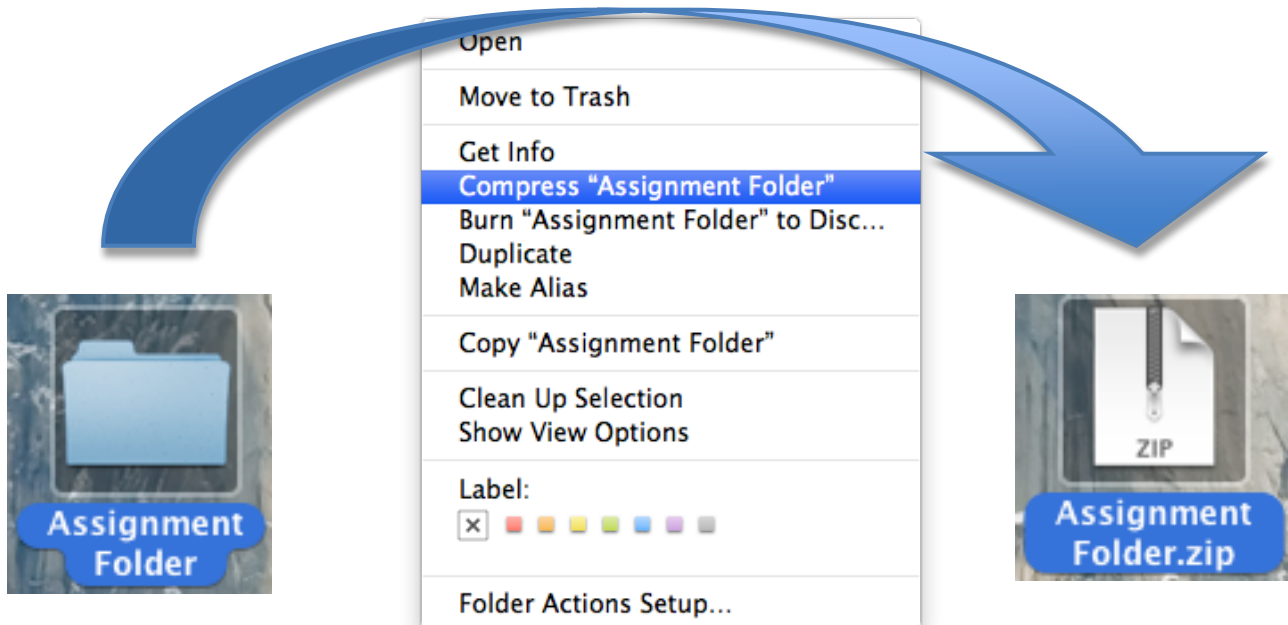 Open
Move to Trash
Get Info
Compress “Assignment Folder”
Burn “Assignment Folder” to Disc...
Duplicate
Make Alias
Copy “Assignment Folder”
Clean Up Selection
Show View Options
Label:
Folder Actions Setup...
Assignment
Folder
ZIP
Assignment
Folder.zip